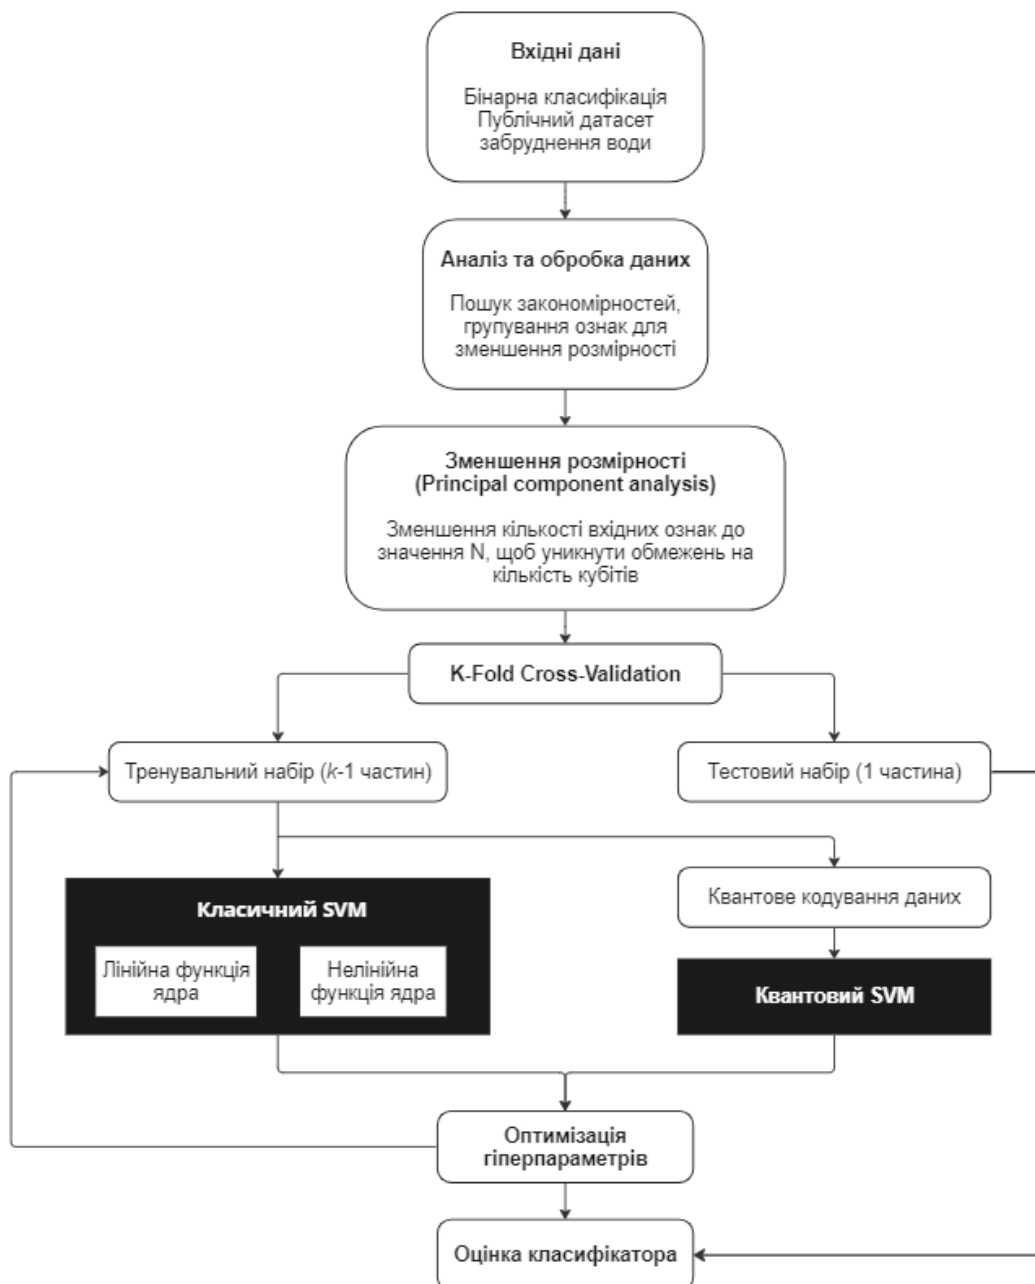 Вхідні дані
Бінарна класифікація
Публічний датасет
забруднення води
Аналіз та обробка даних
Пошук закономірностей,
групування ознак для
зменшення розмірності
Зменшення розмірності
(Principal component analysis)
Зменшення кількості вхідних ознак до
значення N, щоб уникнути обмежень на
кількість кубітів
K-Fold Cross-Validation
Тренувальний набір (k-1 частин)
Тестовий набір (1 частина)
Класичний SVM
Лінійна функція
ядра
Нелінійна
функція ядра
Квантове кодування даних
Квантовий SVM
Оптимізація
гіперпараметрів
Оцінка класифікатора